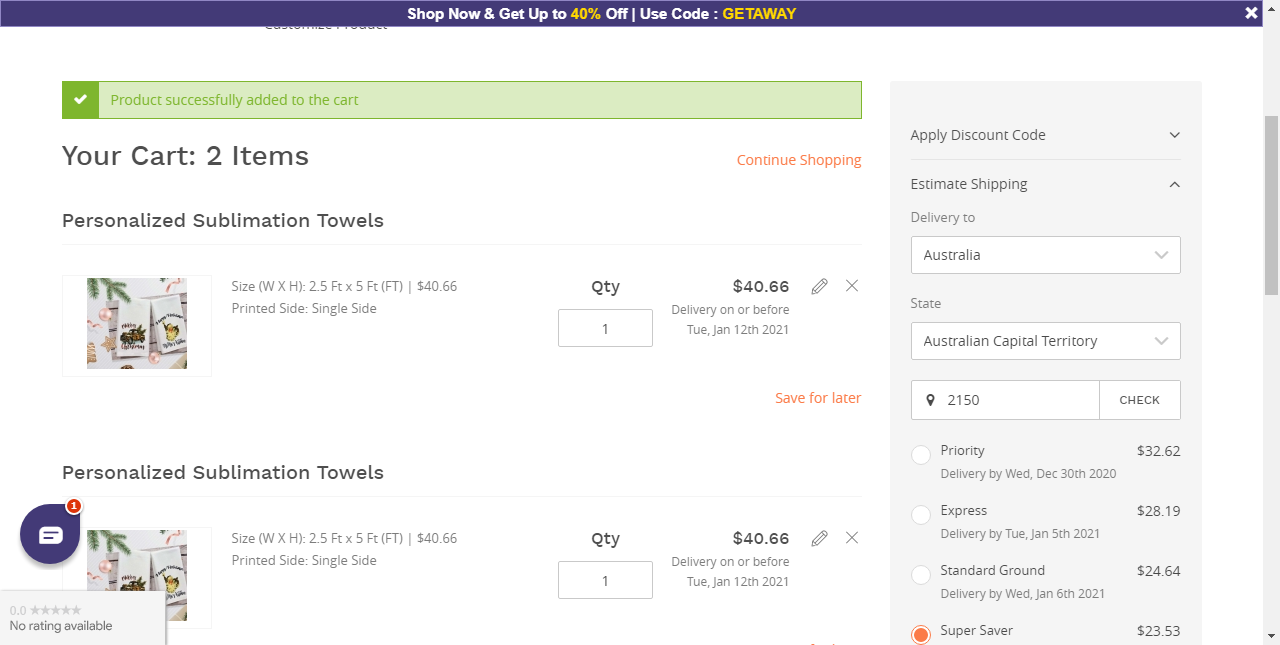 Shop Now & Get Up to 40% Off | Use Code : GETAWAY
Customize Product
Product successfully added to the cart
Your Cart: 2 Items
Continue Shopping
Personalized Sublimation Towels
Size (W X H): 2.5 Ft x 5 Ft (FT) | $40.66
Printed Side: Single Side
Qty
1
$40.66
Delivery on or before
Tue, Jan 12th 2021
Save for later
Personalized Sublimation Towels
Size (W X H): 2.5 Ft x 5 Ft (FT) | $40.66
Printed Side: Single Side
Qty
1
$40.66
Delivery on or before
Tue, Jan 12th 2021
1
0.0
No rating available
Apply Discount Code
Estimate Shipping
Delivery to
Australia
State
Australian Capital Territory
2150
CHECK
Priority
$32.62
Delivery by Wed, Dec 30th 2020
Express
$28.19
Delivery by Tue, Jan 5th 2021
Standard Ground
$24.64
Delivery by Wed, Jan 6th 2021
Super Saver
$23.53